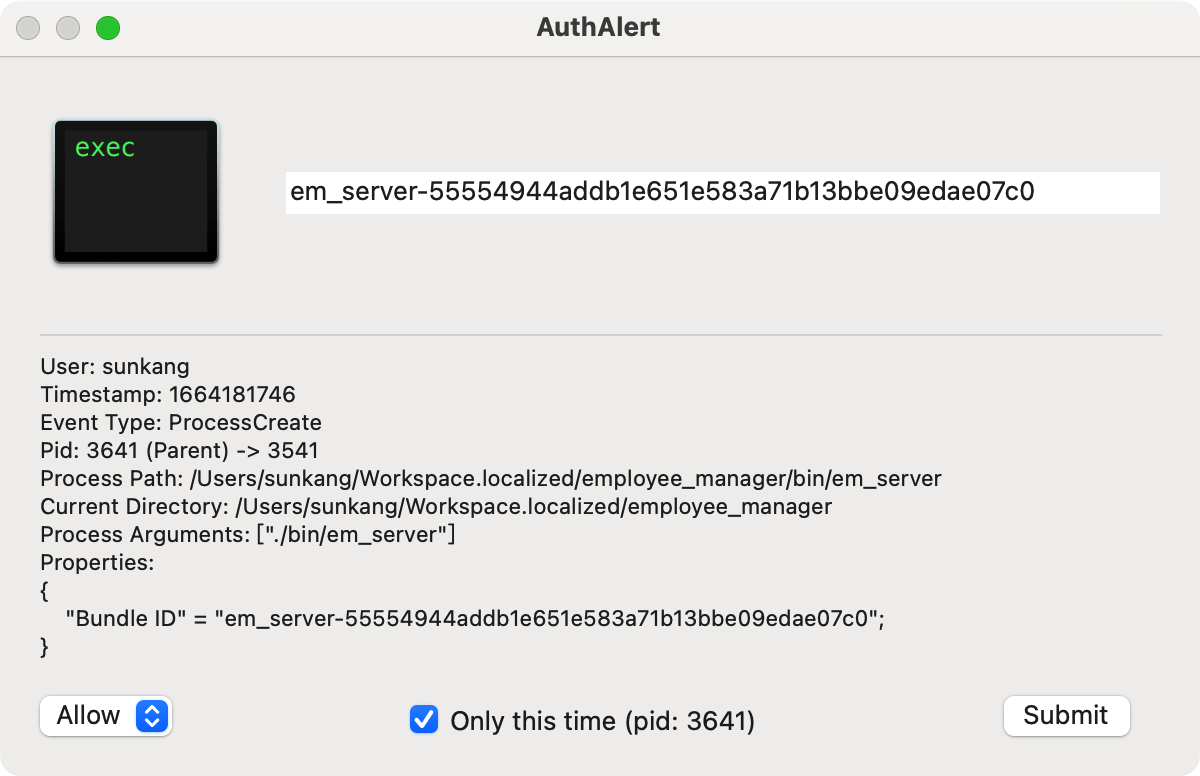 AuthAlert
exec
em_server-55554944addb1e651e583a71b13bbe09edae07c0
User: sunkang
Timestamp: 1664181746
Event Type: ProcessCreate
Pid: 3641 (Parent) -> 3541
Process Path: /Users/sunkang/Workspace.localized/employee_manager/bin/em_server
Current Directory: /Users/sunkang/Workspace.localized/employee_manager
Process Arguments: ["./bin/em_server"]
Properties:
{
"Bundle ID" = "em_server-55554944addb1e651e583a71b13bbe09edae07c0";
}
Allow
Only this time (pid: 3641)
Submit